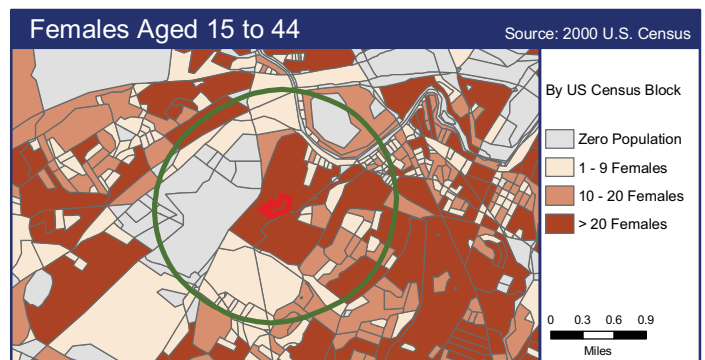 Females Aged 15 to 44
Source: 2000 U.S. Census
By US Census Block
Zero Population
1 - 9 Females
10 - 20 Females
> 20 Females
0 0.3 0.6 0.9
Miles